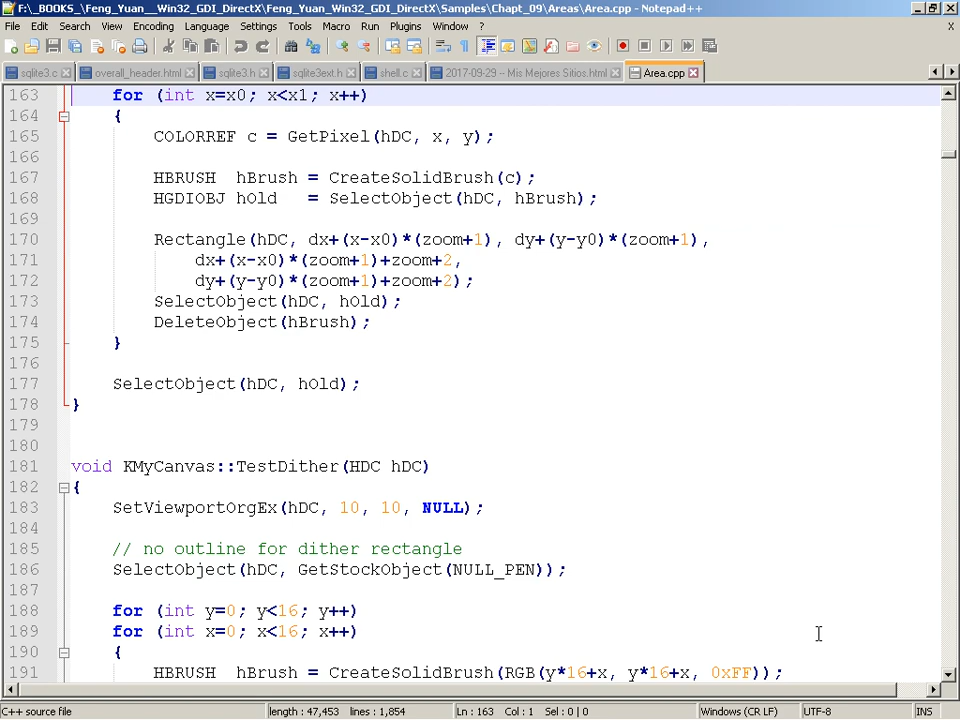 F:\_BOOKS_\Feng_Yuan__Win32_GDI_DirectX\Feng_Yuan_Win32_GDI_DirectX\Samples\Chapt_09\Areas\Area.cpp - Notepad++
File Edit Search View Encoding Language Settings Tools Macro Run Plugins Window ? X
sqlite3.c overall_header.html sqlite3.h sqlite3ext.h shell.c 2017-09-29 -- Mis Mejores Sitios.html Area.cpp
163 for (int x=x0; x<x1; x++)
164 {
165 COLORREF c = GetPixel(hDC, x, y);
166
167 HBRUSH hBrush = CreateSolidBrush(c);
168 HGDIOBJ hOld = SelectObject(hDC, hBrush);
169
170 Rectangle(hDC, dx+(x-x0)*(zoom+1), dy+(y-y0)*(zoom+1),
171 dx+(x-x0)*(zoom+1)+zoom+2,
172 dy+(y-y0)*(zoom+1)+zoom+2);
173 SelectObject(hDC, hOld);
174 DeleteObject(hBrush);
175 }
176
177 SelectObject(hDC, hOld);
178 }
179
180
181 void KMyCanvas::TestDither(HDC hDC)
182 {
183 SetViewportOrgEx(hDC, 10, 10, NULL);
184
185 // no outline for dither rectangle
186 SelectObject(hDC, GetStockObject(NULL_PEN));
187
188 for (int y=0; y<16; y++)
189 for (int x=0; x<16; x++)
190 {
191 HBRUSH hBrush = CreateSolidBrush(RGB(y*16+x, y*16+x, 0xFF));
C++ source file length : 47,453 lines : 1,854 Ln : 163 Col : 1 Sel : 0 | 0 Windows (CR LF) UTF-8 INS